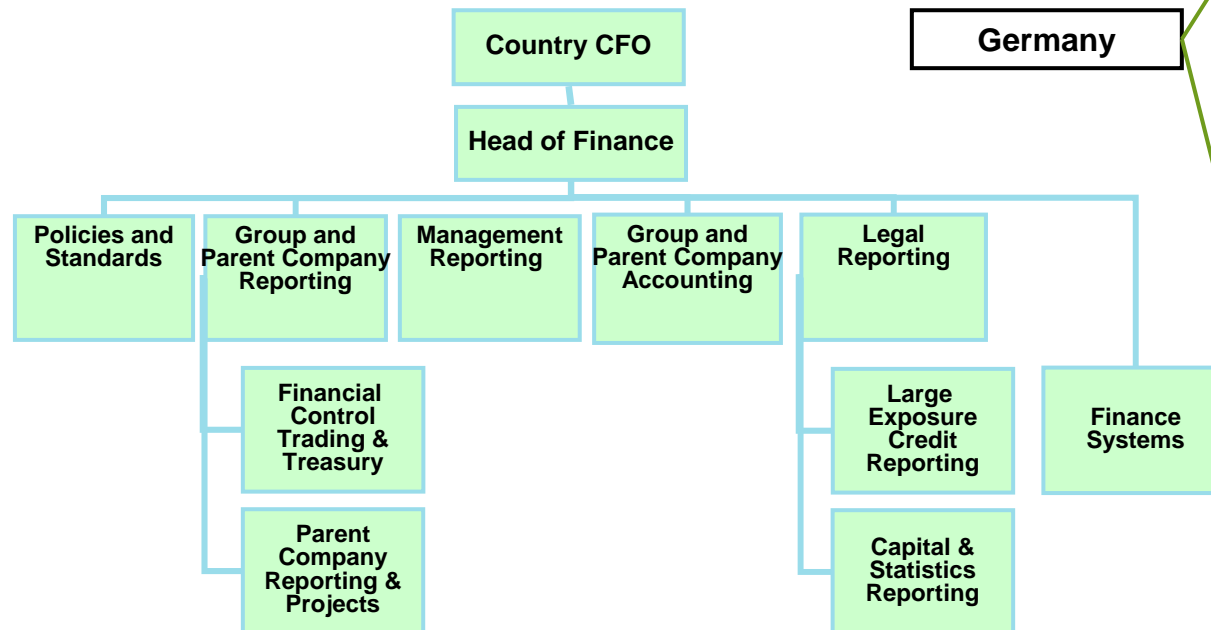 Country CFO
Germany
Head of Finance
Policies and
Standards
Group and
Parent Company
Reporting
Management
Reporting
Group and
Parent Company
Accounting
Legal
Reporting
Financial
Control
Trading &
Treasury
Large
Exposure
Credit
Reporting
Finance
Systems
Parent
Company
Reporting &
Projects
Capital &
Statistics
Reporting